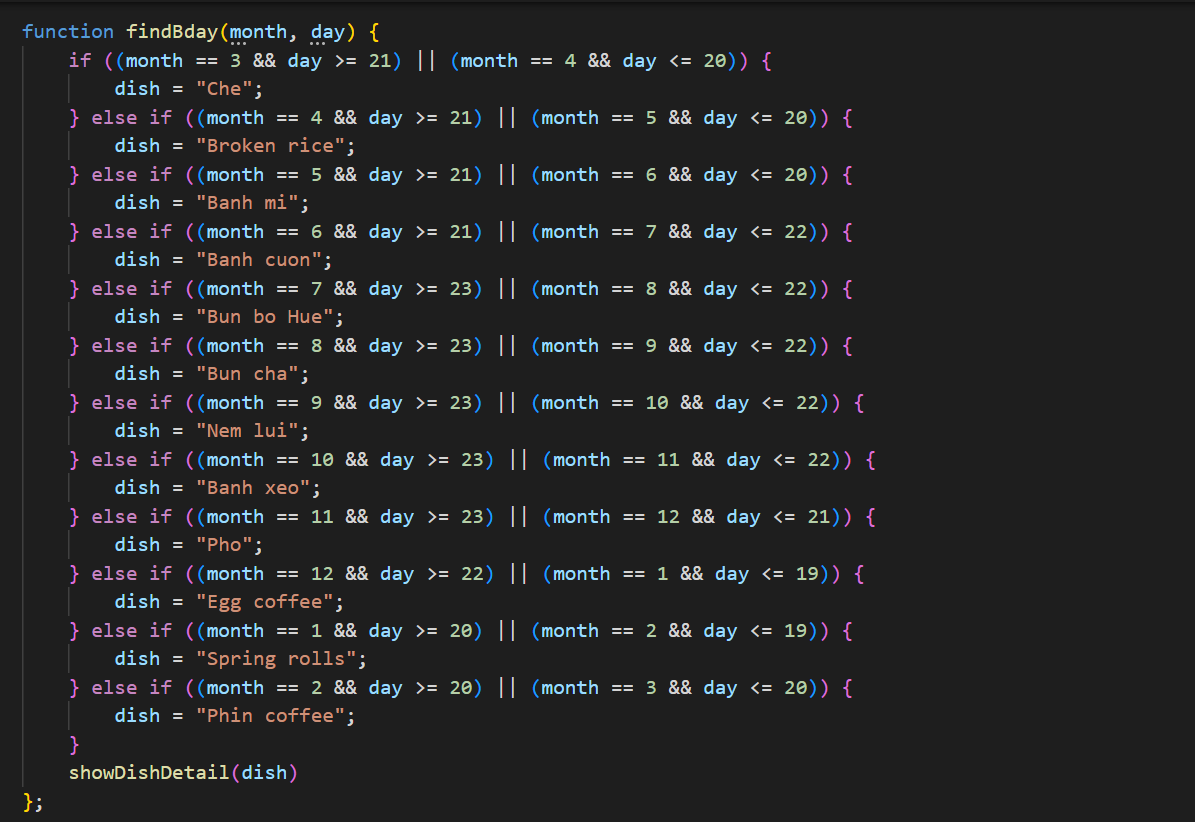 function findBday(month, day) {
    if ((month == 3 && day >= 21) || (month == 4 && day <= 20)) {
        dish = "Che";
    } else if ((month == 4 && day >= 21) || (month == 5 && day <= 20)) {
        dish = "Broken rice";
    } else if ((month == 5 && day >= 21) || (month == 6 && day <= 20)) {
        dish = "Banh mi";
    } else if ((month == 6 && day >= 21) || (month == 7 && day <= 22)) {
        dish = "Banh cuon";
    } else if ((month == 7 && day >= 23) || (month == 8 && day <= 22)) {
        dish = "Bun bo Hue";
    } else if ((month == 8 && day >= 23) || (month == 9 && day <= 22)) {
        dish = "Bun cha";
    } else if ((month == 9 && day >= 23) || (month == 10 && day <= 22)) {
        dish = "Nem lui";
    } else if ((month == 10 && day >= 23) || (month == 11 && day <= 22)) {
        dish = "Banh xeo";
    } else if ((month == 11 && day >= 23) || (month == 12 && day <= 21)) {
        dish = "Pho";
    } else if ((month == 12 && day >= 22) || (month == 1 && day <= 19)) {
        dish = "Egg coffee";
    } else if ((month == 1 && day >= 20) || (month == 2 && day <= 19)) {
        dish = "Spring rolls";
    } else if ((month == 2 && day >= 20) || (month == 3 && day <= 20)) {
        dish = "Phin coffee";
    }
    showDishDetail(dish)
};